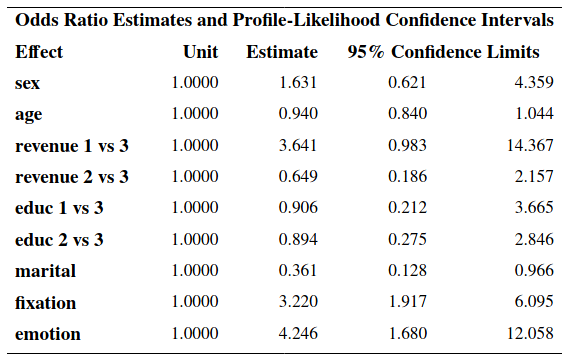 Odds Ratio Estimates and Profile-Likelihood Confidence Intervals
Effect Unit Estimate 95% Confidence Limits
sex 1.0000 1.631 0.621 4.359
age 1.0000 0.940 0.840 1.044
revenue 1 vs 3 1.0000 3.641 0.983 14.367
revenue 2 vs 3 1.0000 0.649 0.186 2.157
educ 1 vs 3 1.0000 0.906 0.212 3.665
educ 2 vs 3 1.0000 0.894 0.275 2.846
marital 1.0000 0.361 0.128 0.966
fixation 1.0000 3.220 1.917 6.095
emotion 1.0000 4.246 1.680 12.058